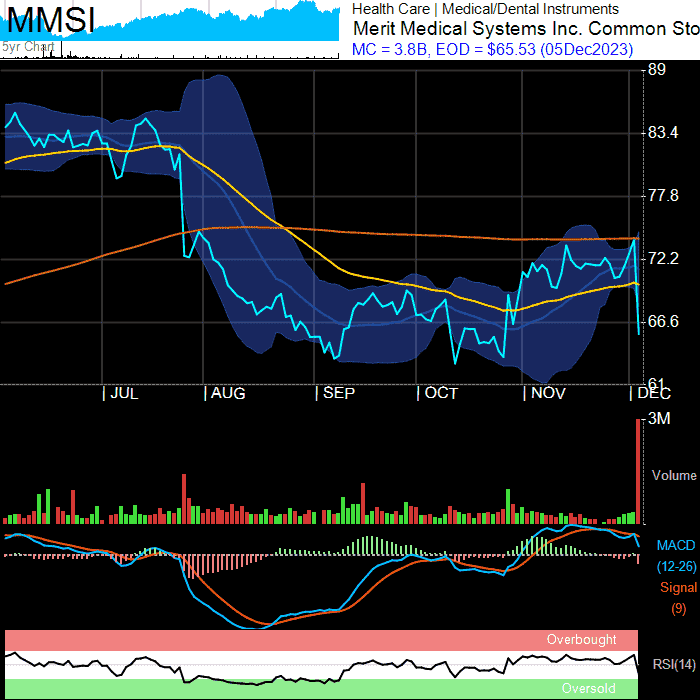 MMSI
5yr Chart
Health Care | Medical/Dental Instruments
Merit Medical Systems Inc. Common Sto
MC = 3.8B, EOD = $65.53 (05Dec2023)
89
83.4
77.8
72.2
66.6
61
| JUL | AUG | SEP | OCT | NOV | DEC
3M
Volume
MACD
(12-26)
Signal
(9)
Overbought
RSI(14)
Oversold